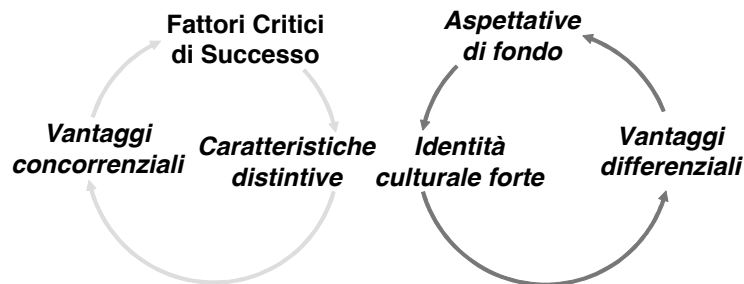 Fattori Critici
di Successo
Aspettative
di fondo
Vantaggi
concorrenziali
Caratteristiche
distintive
Identità
culturale forte
Vantaggi
differenziali